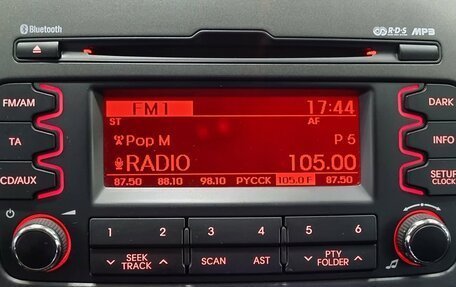 Bluetooth
R·D·S MP3
FM/AM FM1 17:44 DARK
ST AF
TA Pop M P 5 INFO
RADIO 105.00
CD/AUX SETUP
CLOCK
87.50 88.10 98.10 РУССК 105.0 F 87.50
1 2 3 4 5 6
SEEK
TRACK SCAN AST PTY
FOLDER